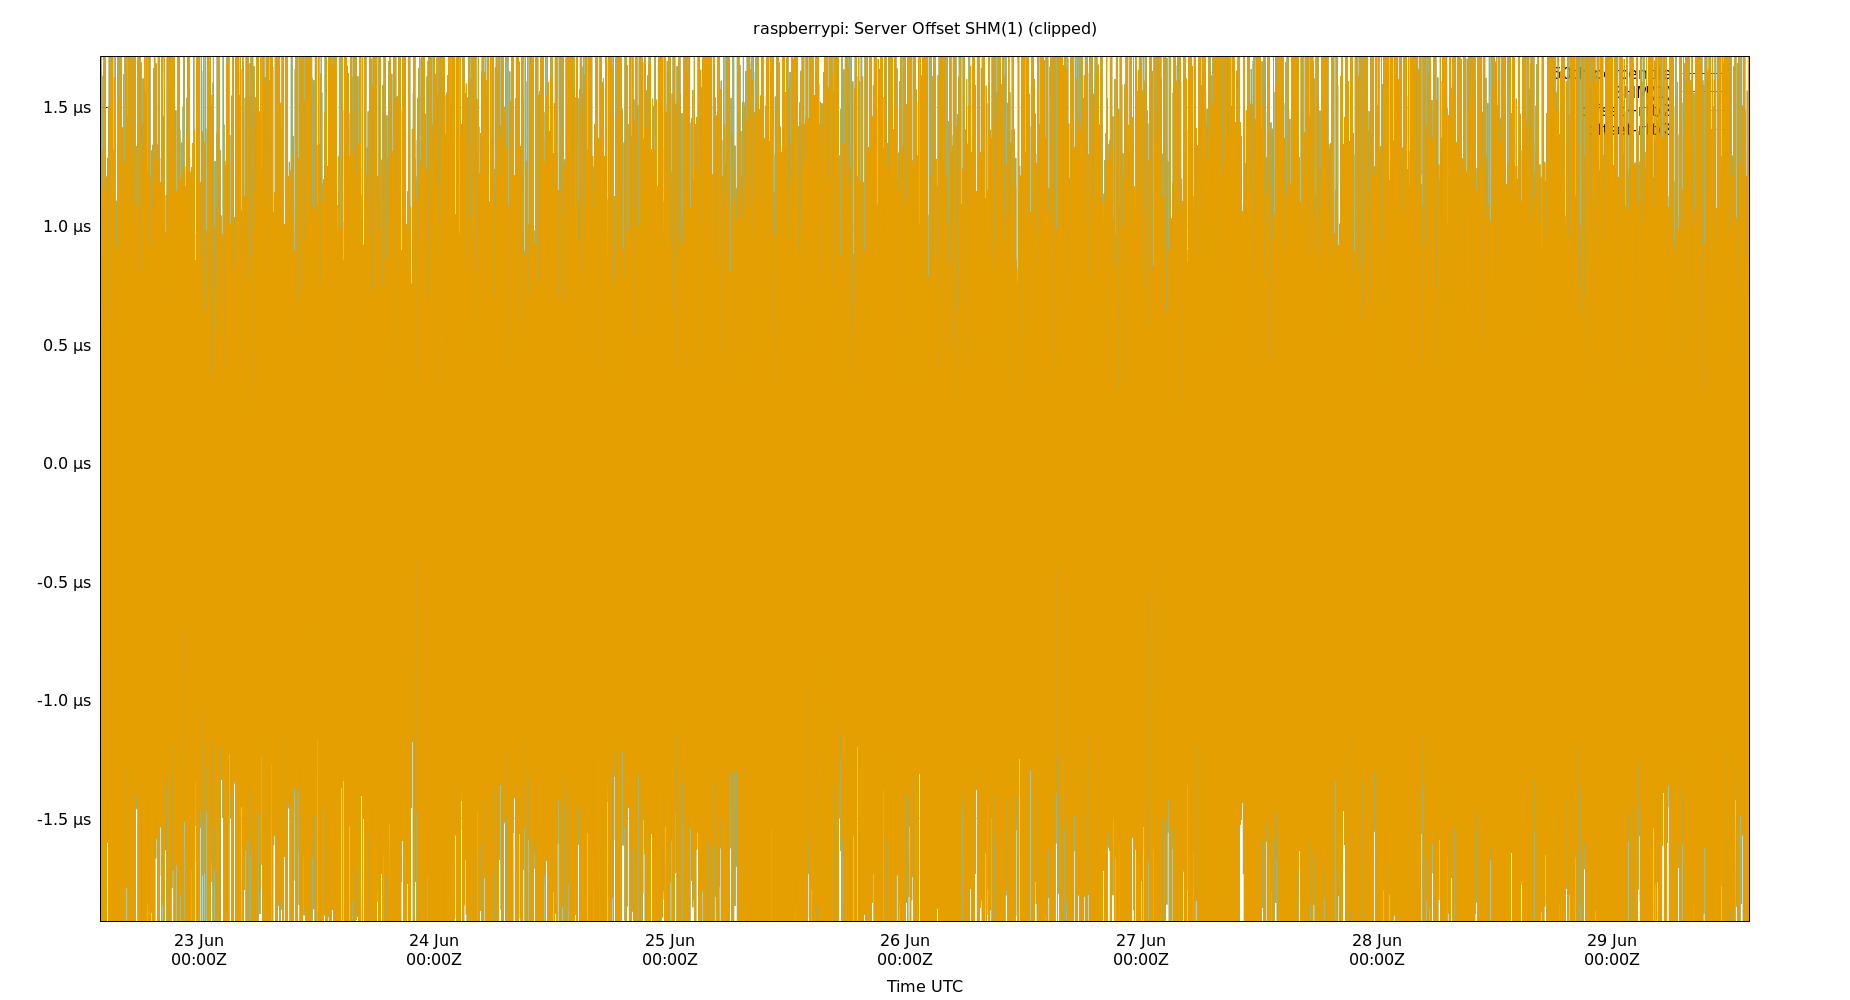 raspberrypi: Server Offset SHM(1) (clipped)
1.5 µs
1.0 µs
0.5 µs
0.0 µs
-0.5 µs
-1.0 µs
-1.5 µs
23 Jun 24 Jun 25 Jun 26 Jun 27 Jun 28 Jun 29 Jun
00:00Z 00:00Z 00:00Z 00:00Z 00:00Z 00:00Z 00:00Z
Time UTC